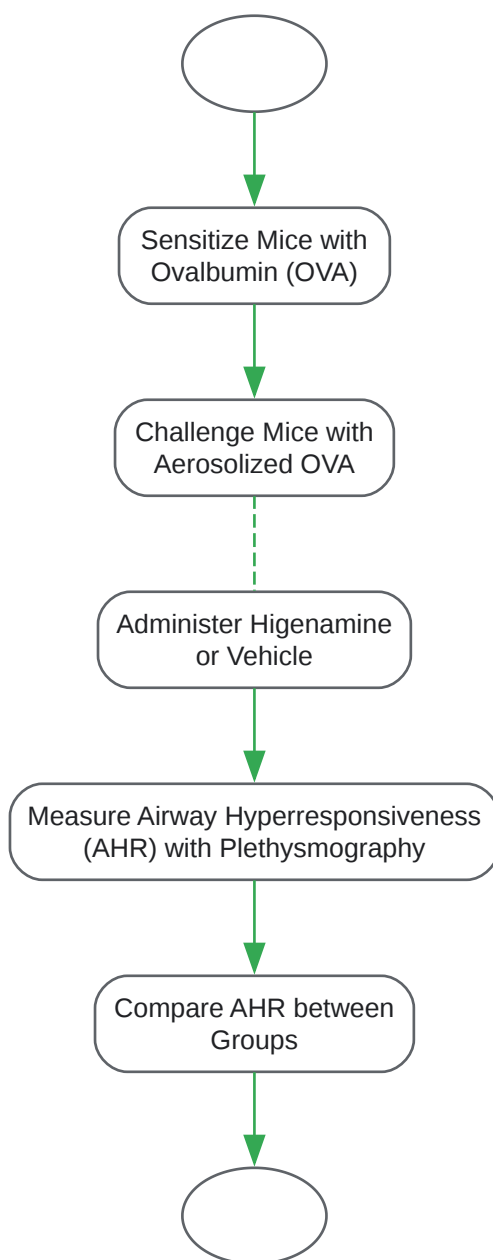 Sensitize Mice with
Ovalbumin (OVA)
Challenge Mice with
Aerosolized OVA
Administer Higenamine
or Vehicle
Measure Airway Hyperresponsiveness
(AHR) with Plethysmography
Compare AHR between
Groups